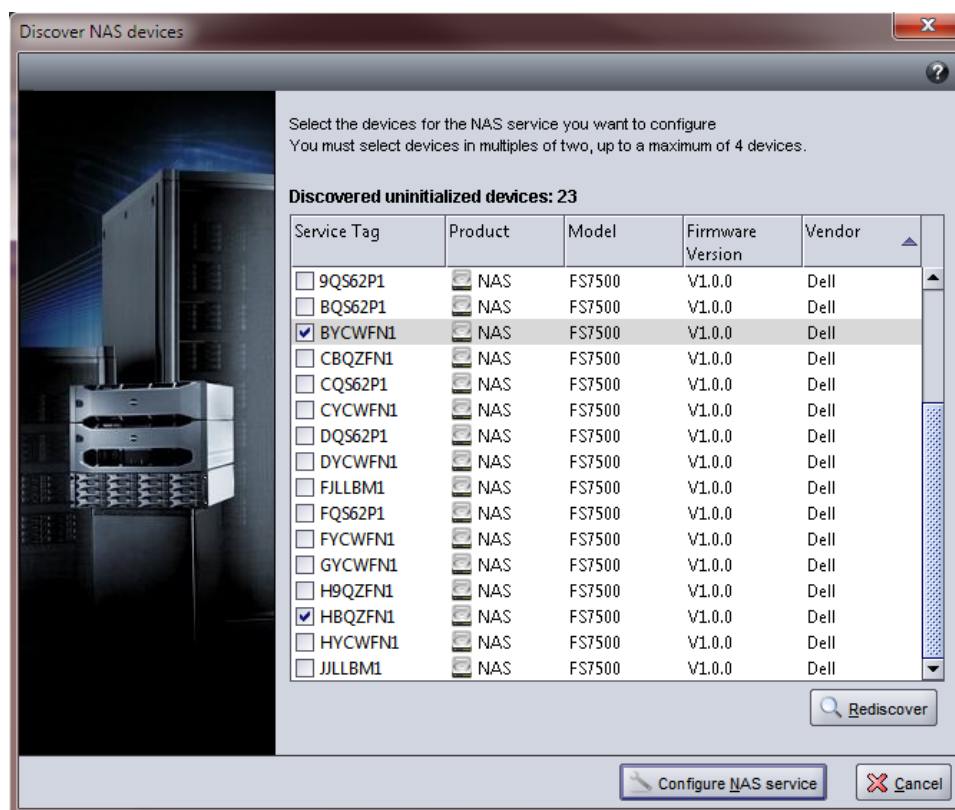 Discover NAS devices
Select the devices for the NAS service you want to configure
You must select devices in multiples of two, up to a maximum of 4 devices.
Discovered uninitialized devices: 23
Service Tag Product Model Firmware Version Vendor
9QS62P1 NAS FS7500 V1.0.0 Dell
BQS62P1 NAS FS7500 V1.0.0 Dell
BYCWFN1 NAS FS7500 V1.0.0 Dell
CBQZFN1 NAS FS7500 V1.0.0 Dell
CQS62P1 NAS FS7500 V1.0.0 Dell
CYCWFN1 NAS FS7500 V1.0.0 Dell
DQS62P1 NAS FS7500 V1.0.0 Dell
DYCWFN1 NAS FS7500 V1.0.0 Dell
FJLLBM1 NAS FS7500 V1.0.0 Dell
FQS62P1 NAS FS7500 V1.0.0 Dell
FYCWFN1 NAS FS7500 V1.0.0 Dell
GYCWFN1 NAS FS7500 V1.0.0 Dell
H9QZFN1 NAS FS7500 V1.0.0 Dell
HBQZFN1 NAS FS7500 V1.0.0 Dell
HYCWFN1 NAS FS7500 V1.0.0 Dell
JJLLBM1 NAS FS7500 V1.0.0 Dell
Rediscover
Configure NAS service Cancel